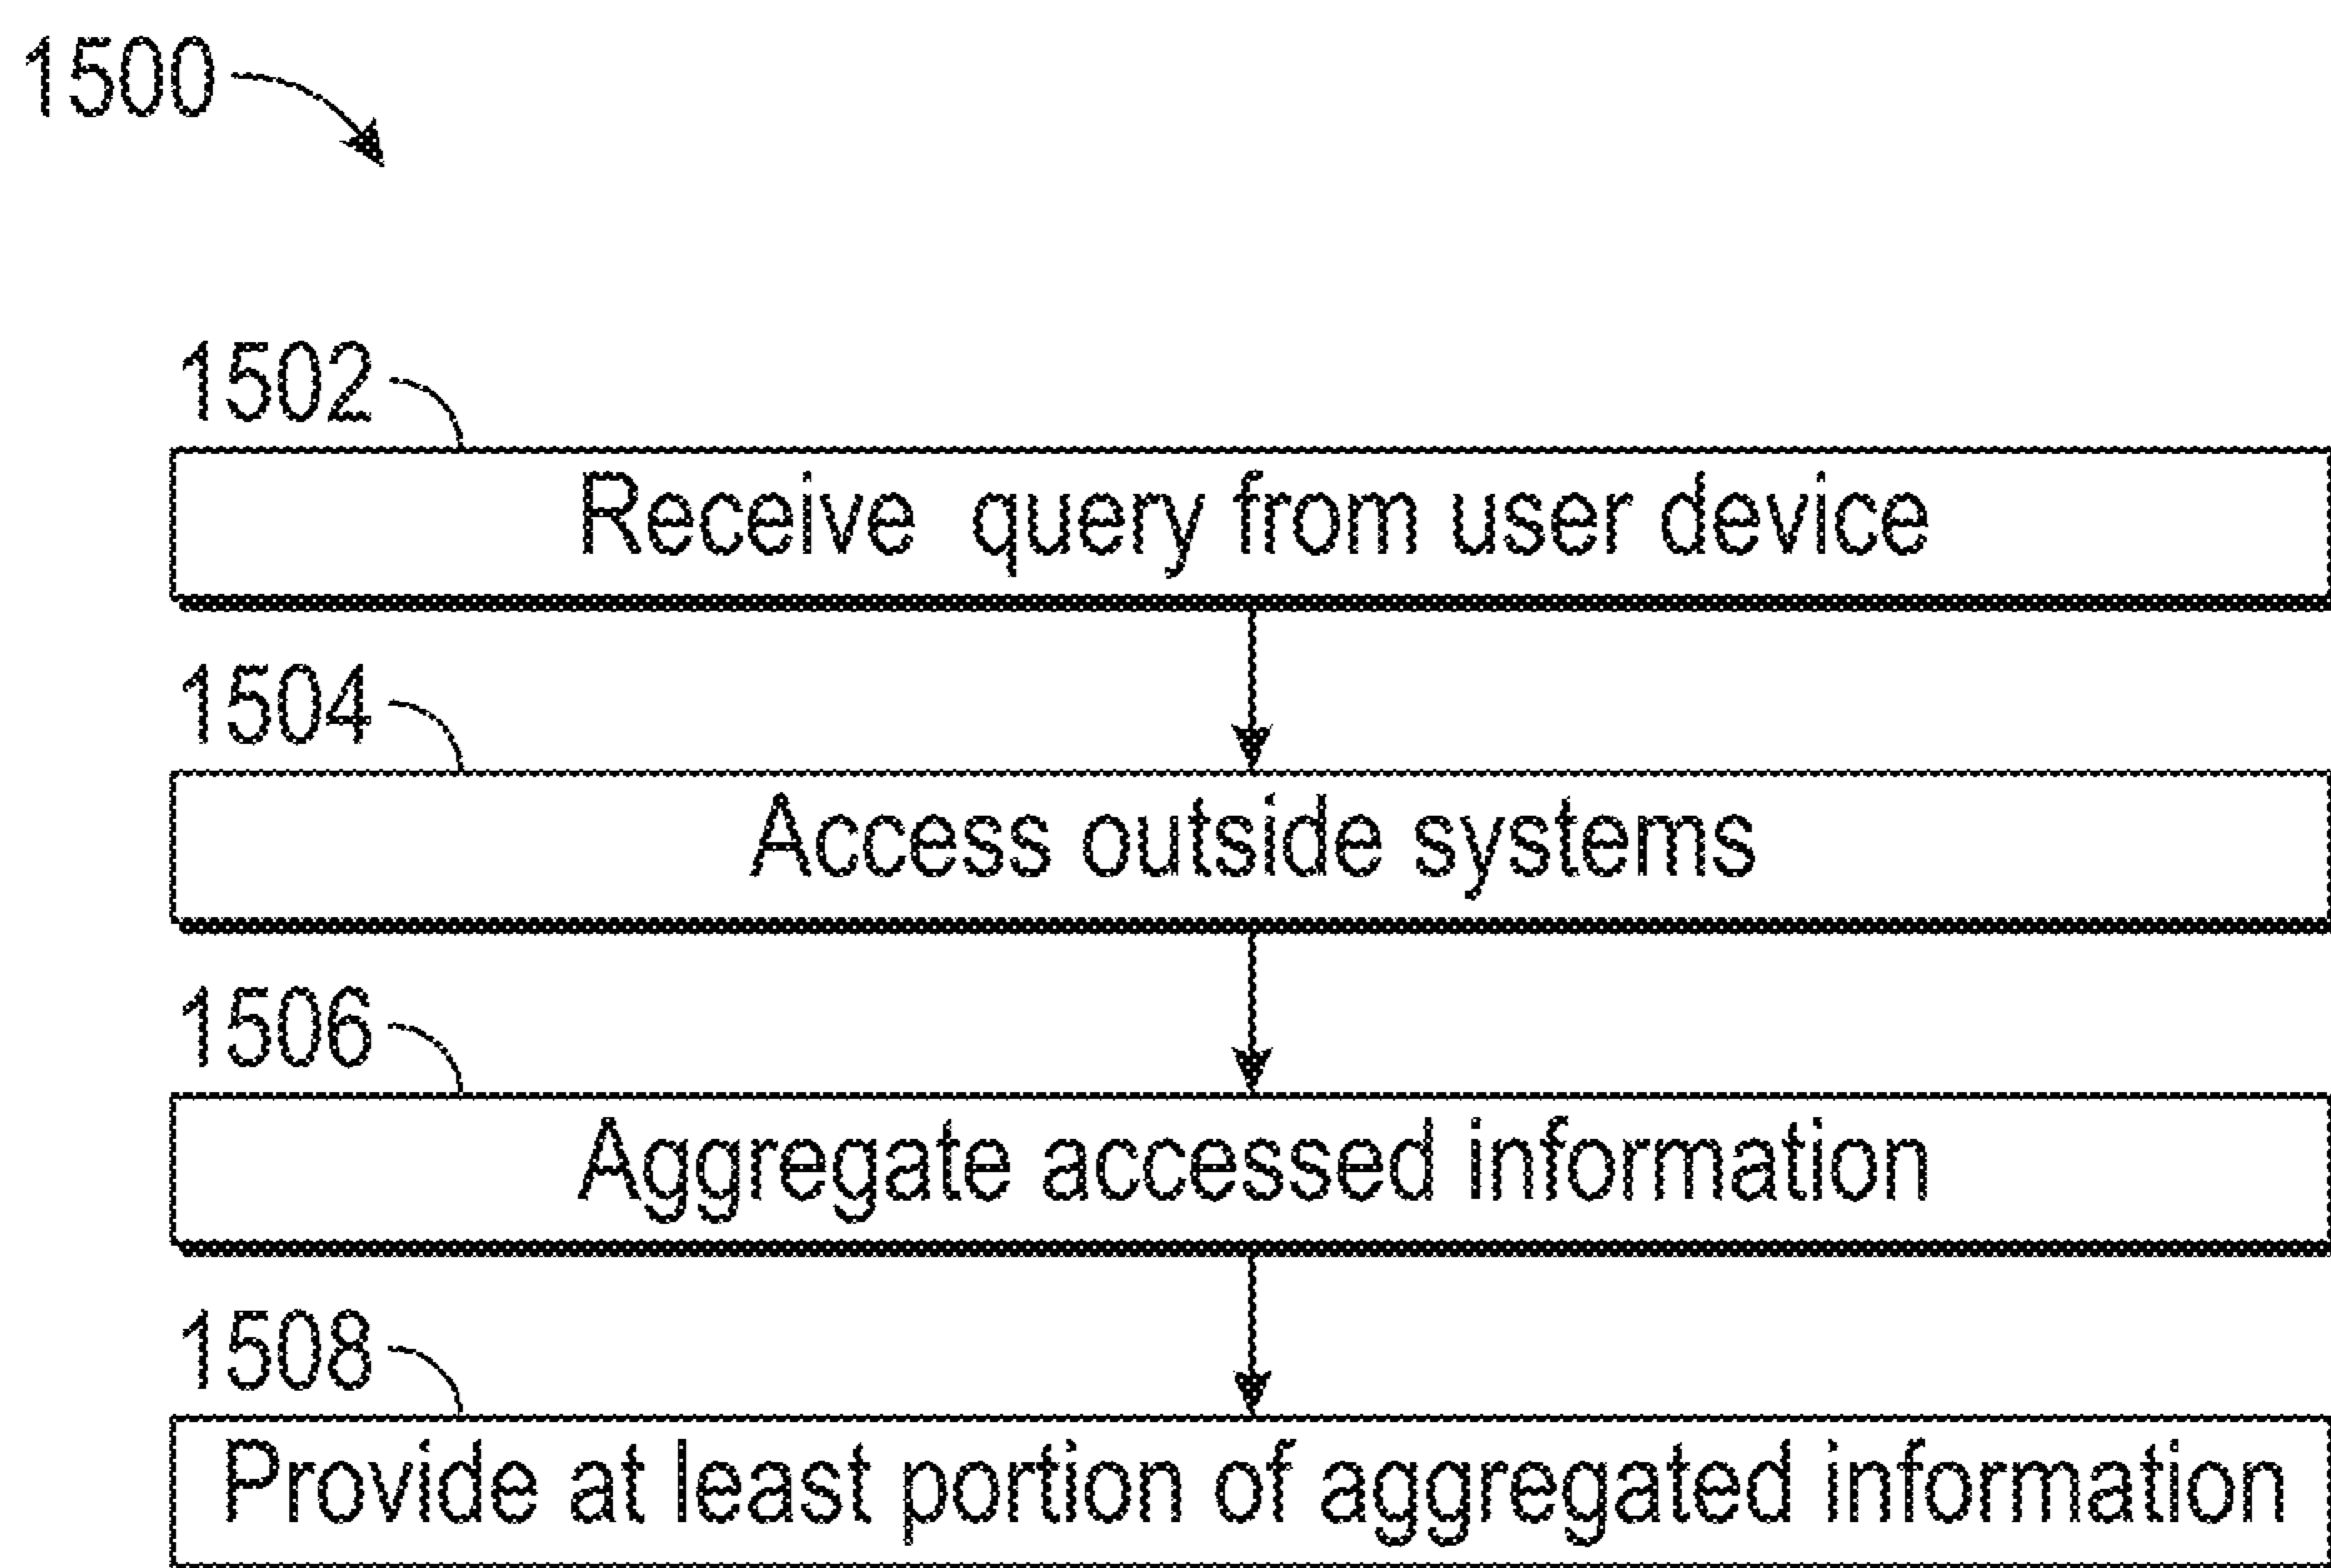 1500
1502
Receive query from user device
1504
Access outside systems
1506
Aggregate accessed information
1508
Provide at least portion of aggregated information